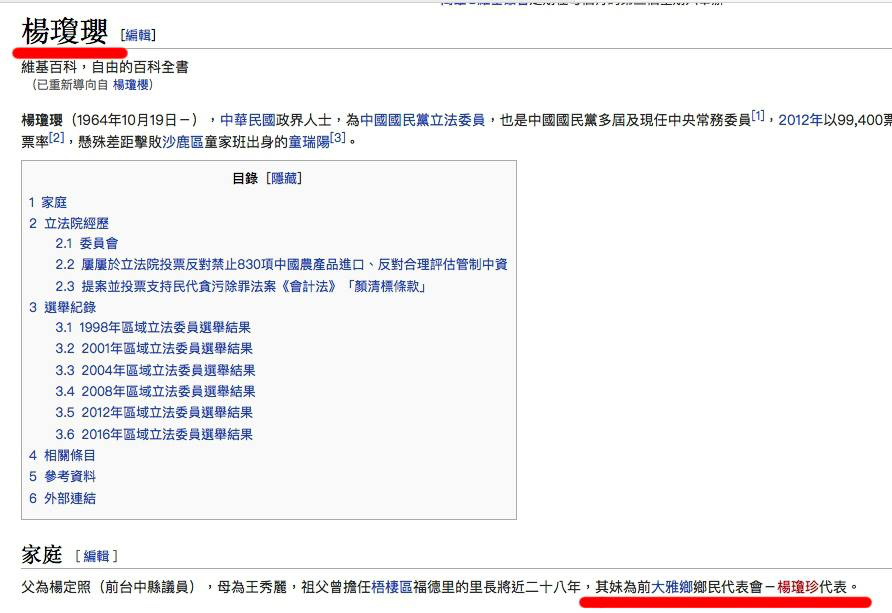 楊瓊瓔 [編輯]
維基百科，自由的百科全書
（已重新導向自 楊瓊櫻）
楊瓊瓔（1964年10月19日－），中華民國政界人士，為中國國民黨立法委員，也是中國國民黨多屆及現任中央常務委員[1]，2012年以99,400票
票率[2]，懸殊差距擊敗沙鹿區童家班出身的童瑞陽[3]。
目錄 [隱藏]
1 家庭
2 立法院經歷
2.1 委員會
2.2 屢屢於立法院投票反對禁止830項中國農產品進口、反對合理評估管制中資
2.3 提案並投票支持民代貪污除罪法案《會計法》「顏清標條款」
3 選舉紀錄
3.1 1998年區域立法委員選舉結果
3.2 2001年區域立法委員選舉結果
3.3 2004年區域立法委員選舉結果
3.4 2008年區域立法委員選舉結果
3.5 2012年區域立法委員選舉結果
3.6 2016年區域立法委員選舉結果
4 相關條目
5 參考資料
6 外部連結
家庭 [編輯]
父為楊定照（前台中縣議員），母為王秀麗，祖父曾擔任梧棲區福德里的里長將近二十八年，其妹為前大雅鄉鄉民代表會－楊瓊珍代表。